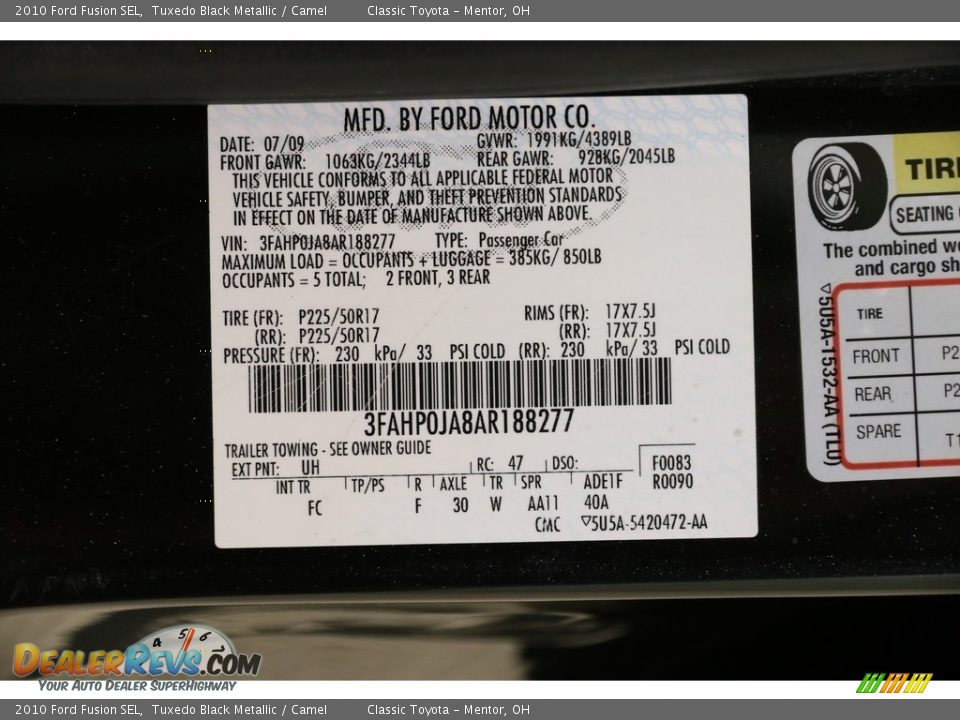 2010 Ford Fusion SEL, Tuxedo Black Metallic / Camel Classic Toyota - Mentor, OH
MFD. BY FORD MOTOR CO.
DATE: 07/09 GVWR: 1991KG/4389LB
FRONT GAWR: 1063KG/2344LB REAR GAWR: 928KG/2045LB
THIS VEHICLE CONFORMS TO ALL APPLICABLE FEDERAL MOTOR
VEHICLE SAFETY, BUMPER, AND THEFT PREVENTION STANDARDS
IN EFFECT ON THE DATE OF MANUFACTURE SHOWN ABOVE.
VIN: 3FAHP0JA8AR188277 TYPE: Passenger Car
MAXIMUM LOAD = OCCUPANTS + LUGGAGE = 385KG/ 850LB
OCCUPANTS = 5 TOTAL; 2 FRONT, 3 REAR
TIRE (FR): P225/50R17 RIMS (FR): 17X7.5J
(RR): P225/50R17 (RR): 17X7.5J
PRESSURE (FR): 230 kPa/ 33 PSI COLD (RR): 230 kPa/ 33 PSI COLD
3FAHP0JA8AR188277
TRAILER TOWING - SEE OWNER GUIDE
EXT PNT: UH RC: 47 DSO: F0083
INT TR TP/PS R AXLE TR SPR ADE1F R0090
FC F 30 W AA11 40A
CMC ▽5U5A-5420472-AA
TIRE
SEATING
The combined
and cargo
▽5U5A-1532-AA (TLU)
TIRE
FRONT P2
REAR P2
SPARE T1
DEALERREVS.COM
4 5 6
YOUR AUTO DEALER SUPERHIGHWAY
2010 Ford Fusion SEL, Tuxedo Black Metallic / Camel Classic Toyota - Mentor, OH